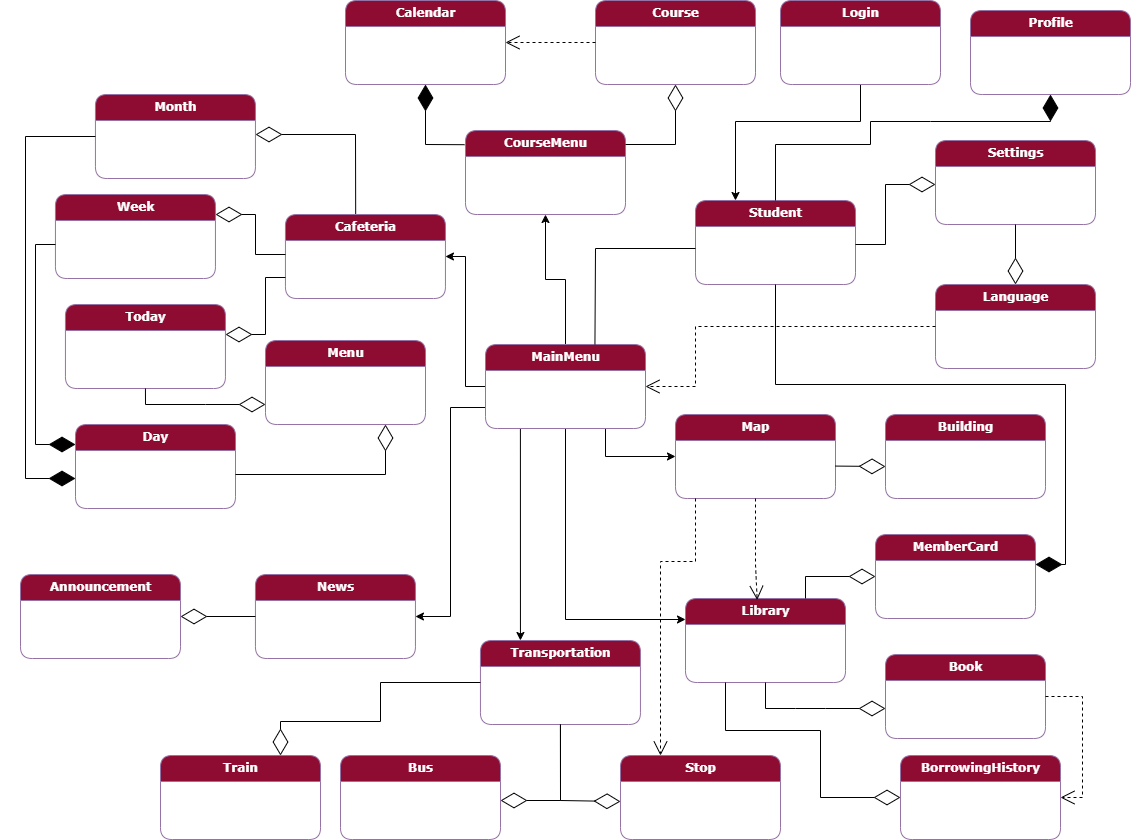 Calendar
Course
Login
Profile
Month
CourseMenu
Settings
Week
Student
Cafeteria
Language
Today
Menu
MainMenu
Day
Map
Building
MemberCard
Announcement
News
Library
Transportation
Book
Train
Bus
Stop
BorrowingHistory